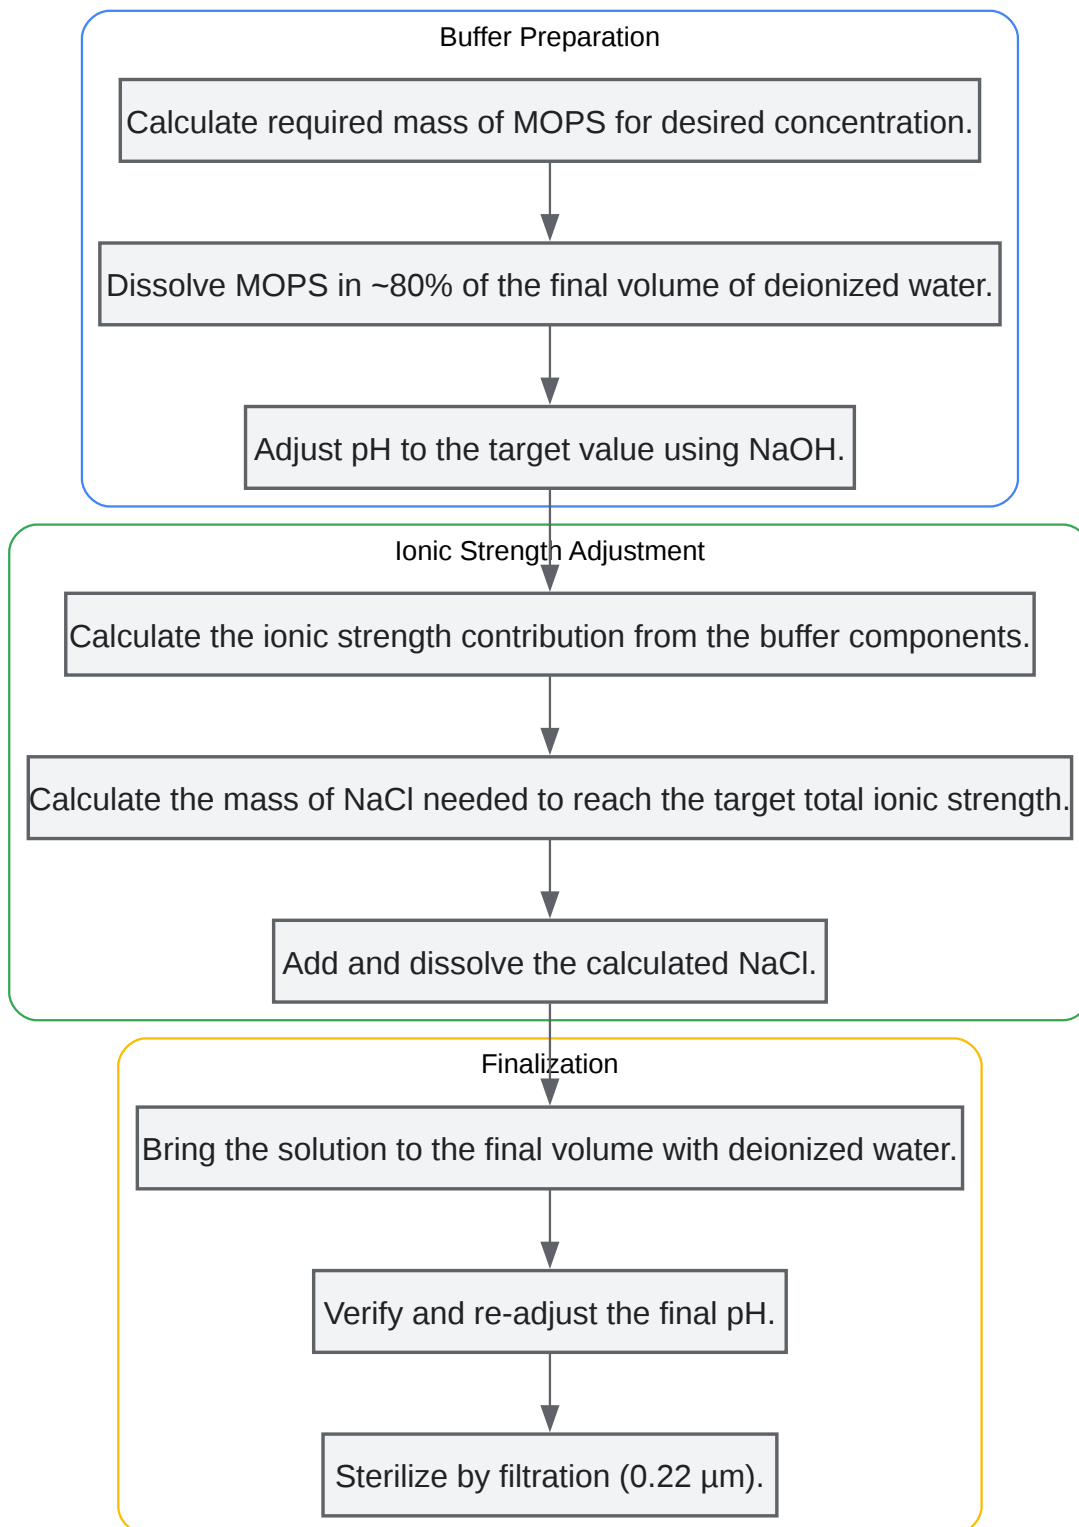 Buffer Preparation
Calculate required mass of MOPS for desired concentration.
Dissolve MOPS in ~80% of the final volume of deionized water.
Adjust pH to the target value using NaOH.
Ionic Strength Adjustment
Calculate the ionic strength contribution from the buffer components.
Calculate the mass of NaCl needed to reach the target total ionic strength.
Add and dissolve the calculated NaCl.
Finalization
Bring the solution to the final volume with deionized water.
Verify and re-adjust the final pH.
Sterilize by filtration (0.22 µm).